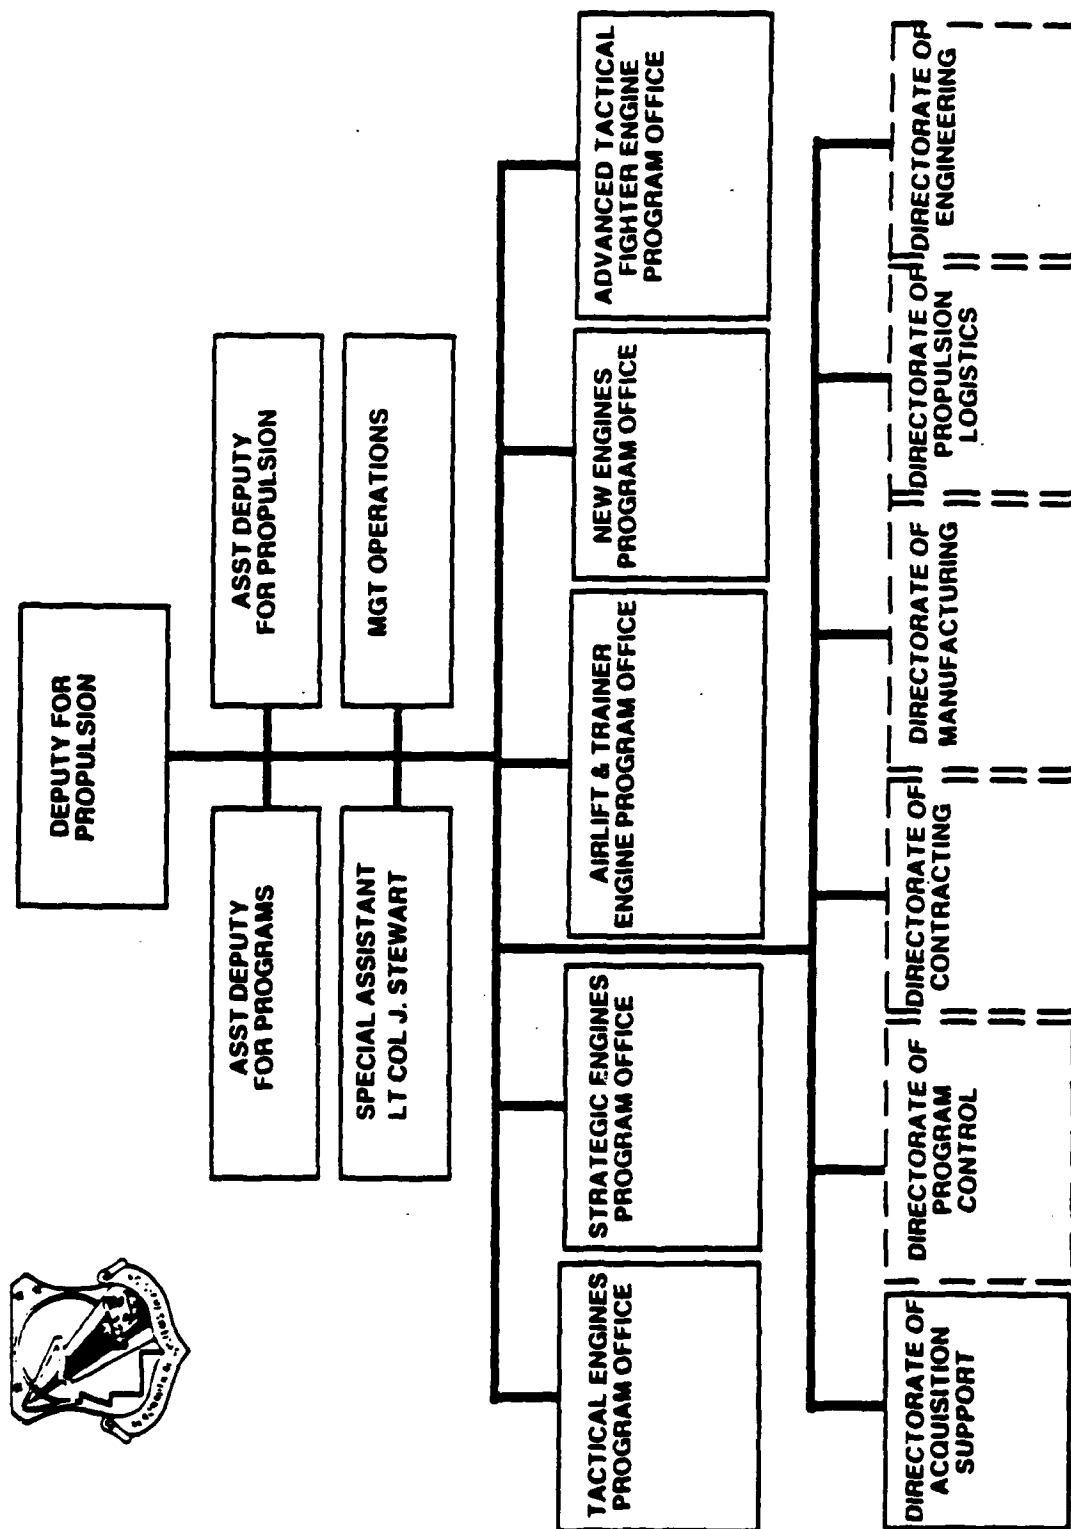 DEPUTY FOR
PROPULSION
ASST DEPUTY
FOR PROGRAMS
ASST DEPUTY
FOR PROPULSION
SPECIAL ASSISTANT
LT COL J. STEWART
MGT OPERATIONS
TACTICAL ENGINES
PROGRAM OFFICE
STRATEGIC ENGINES
PROGRAM OFFICE
AIRLIFT & TRAINER
ENGINE PROGRAM OFFICE
NEW ENGINES
PROGRAM OFFICE
ADVANCED TACTICAL
FIGHTER ENGINE
PROGRAM OFFICE
DIRECTORATE OF
ACQUISITION
SUPPORT
DIRECTORATE OF
PROGRAM
CONTROL
DIRECTORATE OF
CONTRACTING
DIRECTORATE OF
MANUFACTURING
DIRECTORATE OF
PROPULSION
LOGISTICS
DIRECTORATE OF
ENGINEERING